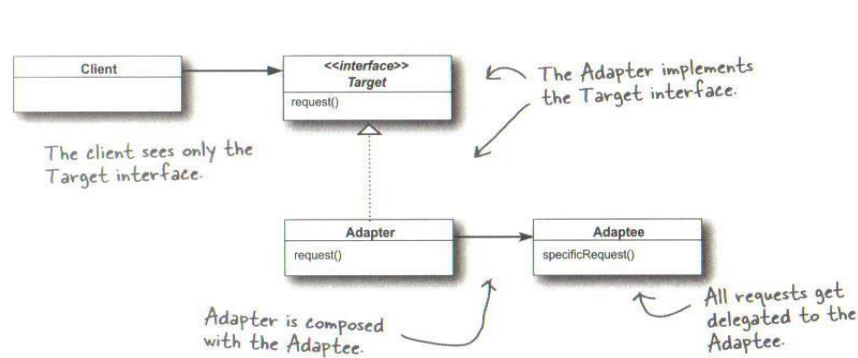 Client
<<interface>>
Target
request()
The Adapter implements
the Target interface.
The client sees only the
Target interface.
Adapter
request()
Adaptee
specificRequest()
Adapter is composed
with the Adaptee.
All requests get
delegated to the
Adaptee.